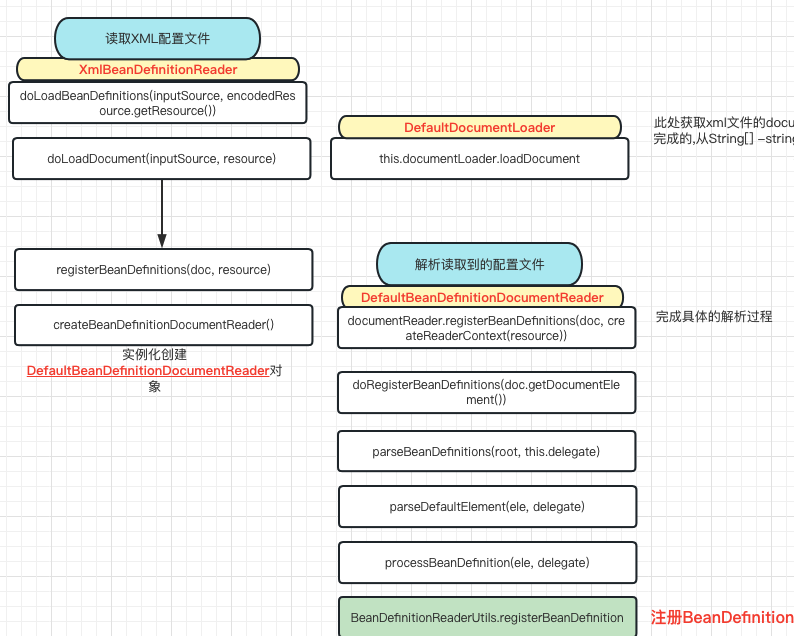 读取XML配置文件
XmlBeanDefinitionReader
doLoadBeanDefinitions(inputSource, encodedRes
ource.getResource())
doLoadDocument(inputSource, resource)
DefaultDocumentLoader
this.documentLoader.loadDocument
此处获取xml文件的docu
完成的,从String[] –string
registerBeanDefinitions(doc, resource)
createBeanDefinitionDocumentReader()
实例化创建
DefaultBeanDefinitionDocumentReader对
象
解析读取到的配置文件
DefaultBeanDefinitionDocumentReader
documentReader.registerBeanDefinitions(doc, cre
ateReaderContext(resource))
完成具体的解析过程
doRegisterBeanDefinitions(doc.getDocumentEle
ment())
parseBeanDefinitions(root, this.delegate)
parseDefaultElement(ele, delegate)
processBeanDefinition(ele, delegate)
BeanDefinitionReaderUtils.registerBeanDefinition
注册BeanDefinition